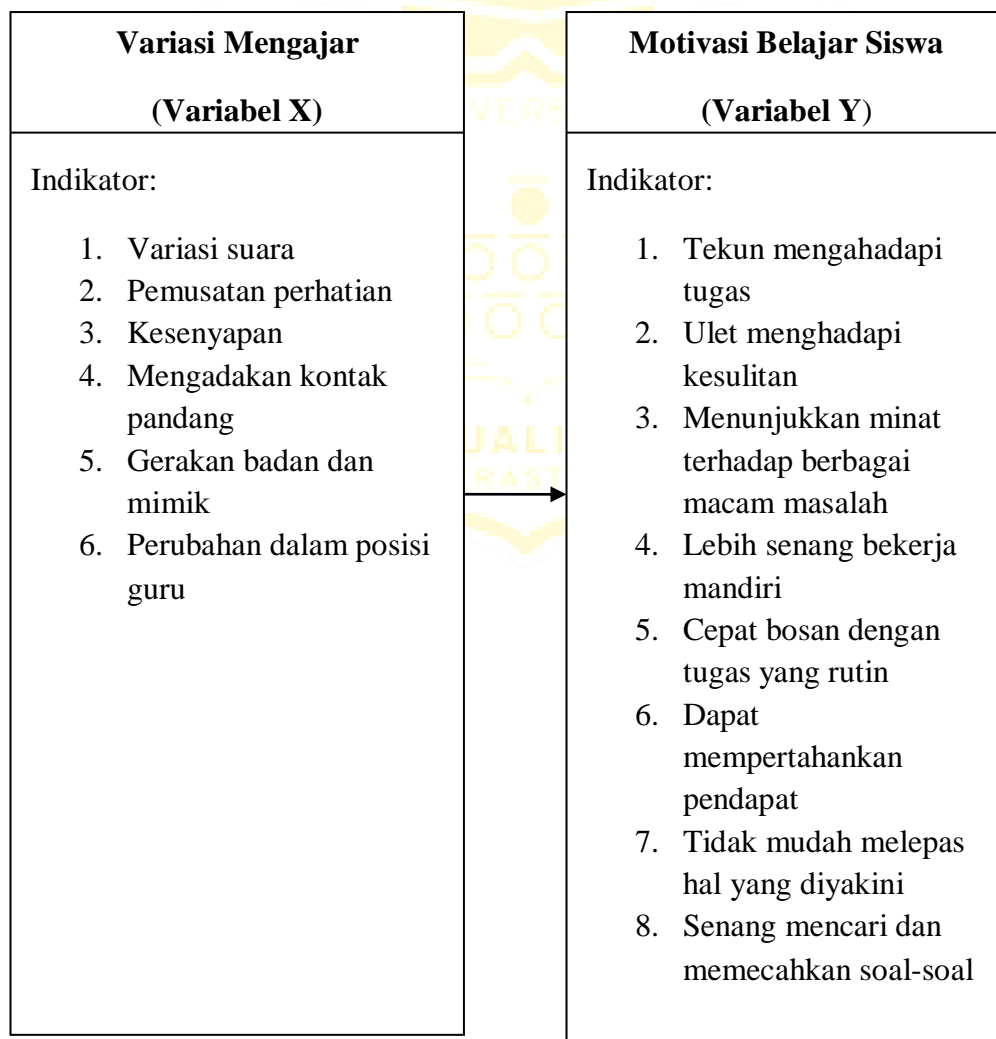 Variasi Mengajar
(Variabel X)
Indikator:
1. Variasi suara
2. Pemusatan perhatian
3. Kesenyapan
4. Mengadakan kontak
pandang
5. Gerakan badan dan
mimik
6. Perubahan dalam posisi
guru
Motivasi Belajar Siswa
(Variabel Y)
Indikator:
1. Tekun mengahadapi
tugas
2. Ulet menghadapi
kesulitan
3. Menunjukkan minat
terhadap berbagai
macam masalah
4. Lebih senang bekerja
mandiri
5. Cepat bosan dengan
tugas yang rutin
6. Dapat
mempertahankan
pendapat
7. Tidak mudah melepas
hal yang diyakini
8. Senang mencari dan
memecahkan soal-soal